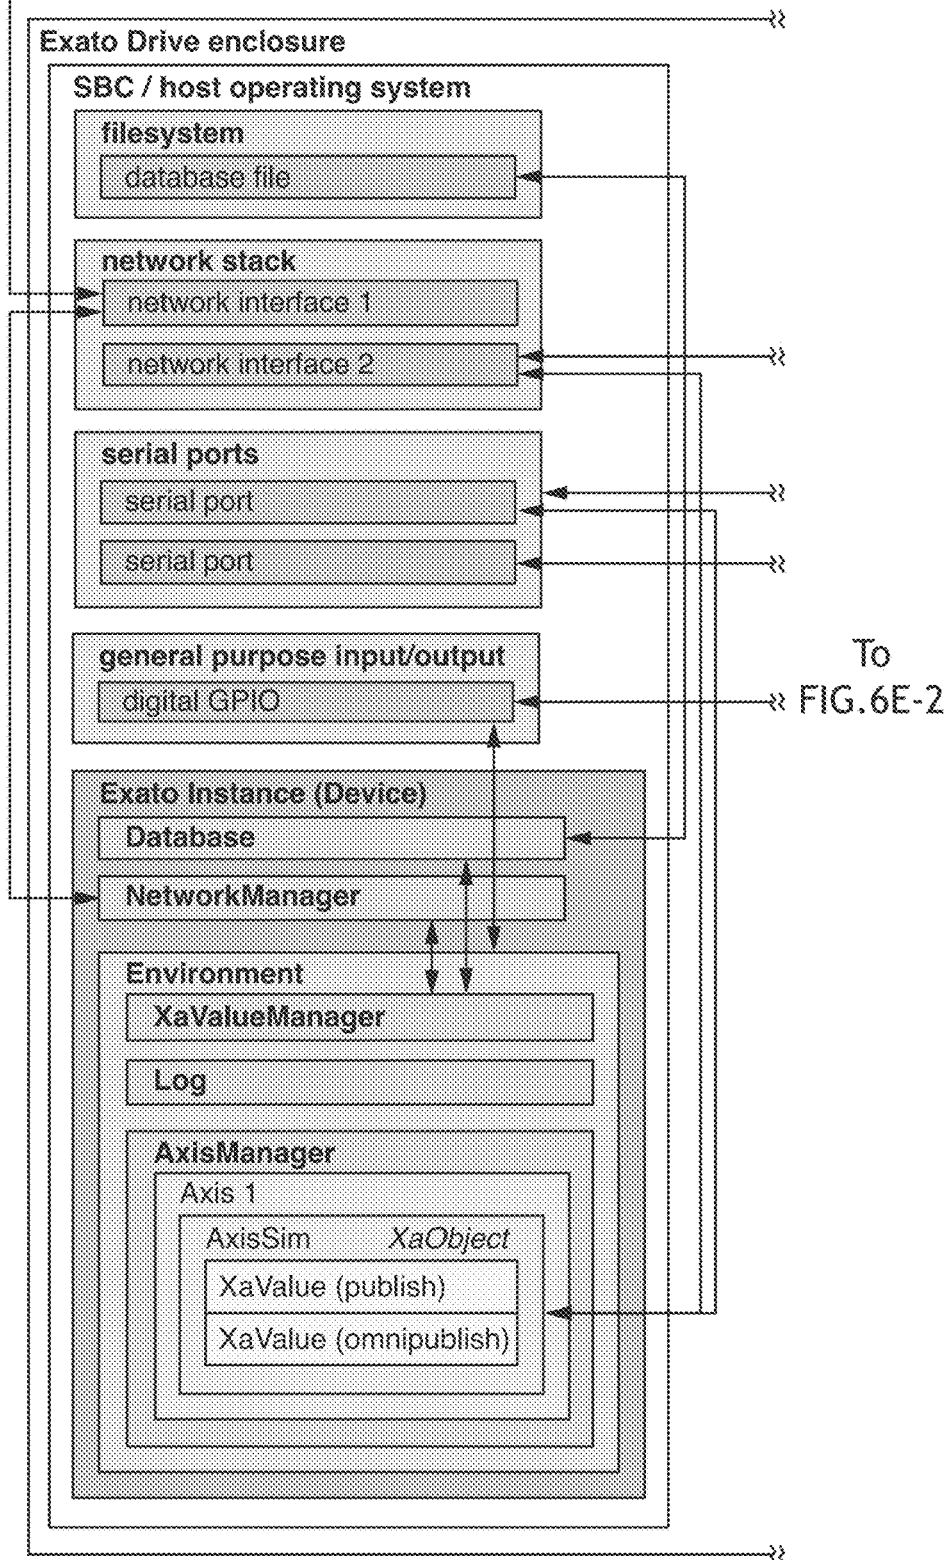 Exato Drive enclosure
SBC / host operating system
filesystem
database file
network stack
network interface 1
network interface 2
serial ports
serial port
serial port
general purpose input/output
digital GPIO
To
FIG.6E-2
Exato Instance (Device)
Database
NetworkManager
Environment
XaValueManager
Log
AxisManager
Axis 1
AxisSim XaObject
XaValue (publish)
XaValue (omnipublish)